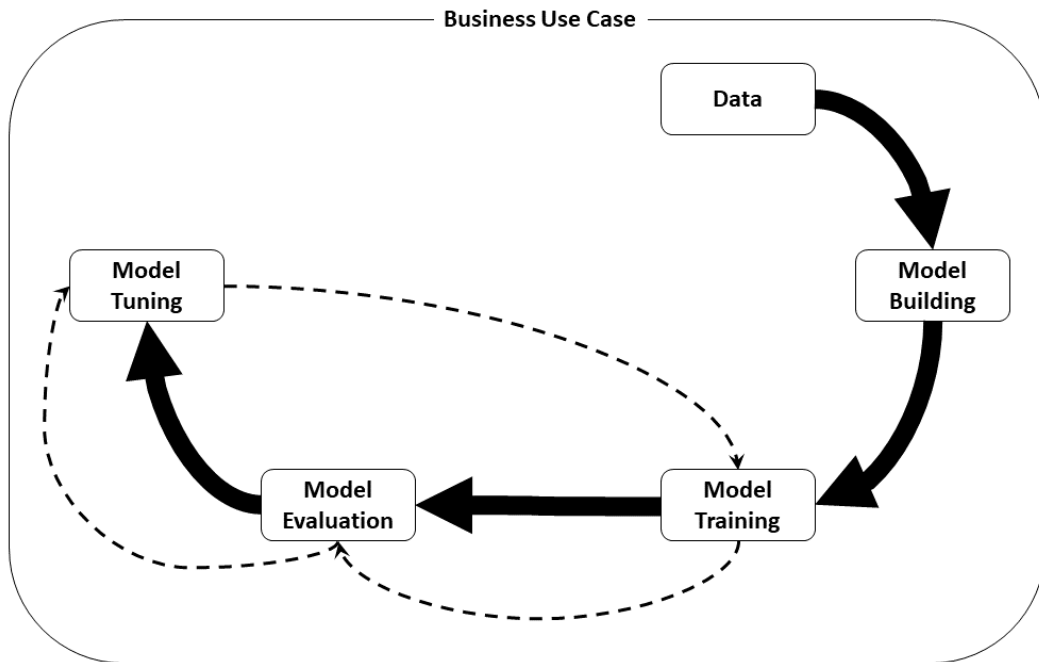 Business Use Case
Data
Model
Building
Model
Tuning
Model
Training
Model
Evaluation